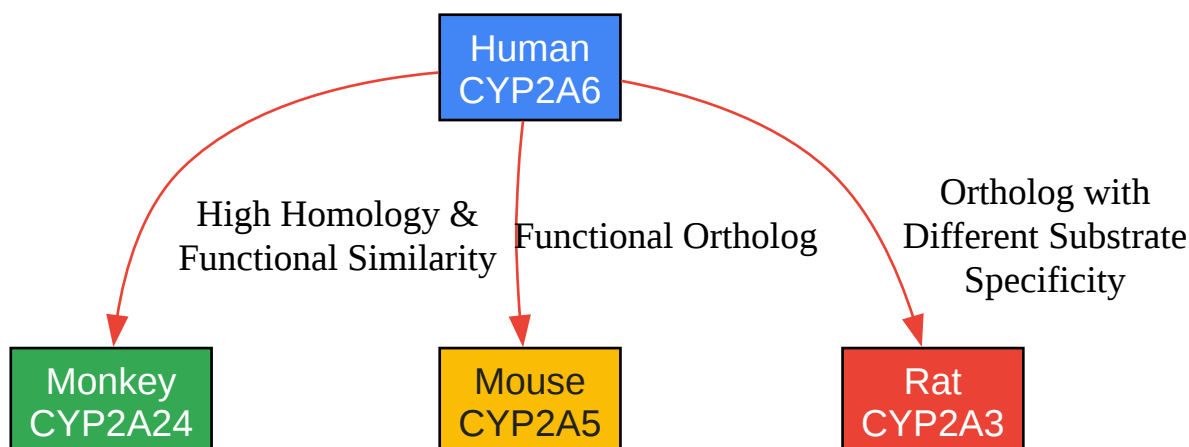 Human
CYP2A6
High Homology &
Functional Similarity
Functional Ortholog
Ortholog with
Different Substrate
Specificity
Monkey
CYP2A24
Mouse
CYP2A5
Rat
CYP2A3